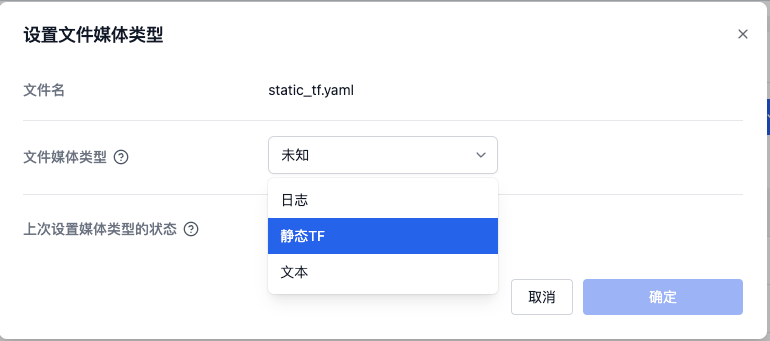 设置文件媒体类型
文件名
static_tf.yaml
文件媒体类型
未知
日志
上次设置媒体类型的状态
静态TF
文本
取消
确定